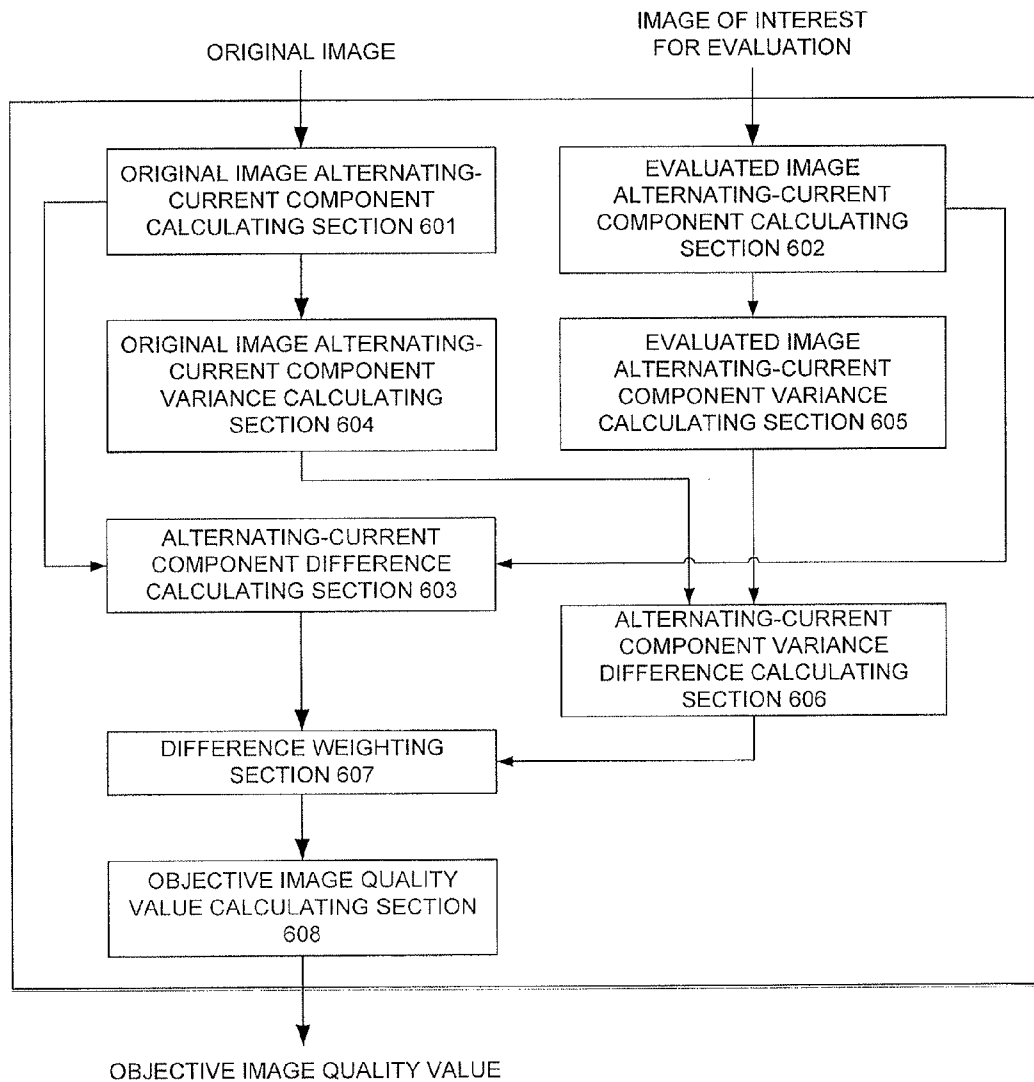 ORIGINAL IMAGE
IMAGE OF INTEREST
FOR EVALUATION
ORIGINAL IMAGE ALTERNATING-
CURRENT COMPONENT
CALCULATING SECTION 601
EVALUATED IMAGE
ALTERNATING-CURRENT
COMPONENT CALCULATING
SECTION 602
ORIGINAL IMAGE ALTERNATING-
CURRENT COMPONENT
VARIANCE CALCULATING
SECTION 604
EVALUATED IMAGE
ALTERNATING-CURRENT
COMPONENT VARIANCE
CALCULATING SECTION 605
ALTERNATING-CURRENT
COMPONENT DIFFERENCE
CALCULATING SECTION 603
ALTERNATING-CURRENT
COMPONENT VARIANCE
DIFFERENCE CALCULATING
SECTION 606
DIFFERENCE WEIGHTING
SECTION 607
OBJECTIVE IMAGE QUALITY
VALUE CALCULATING SECTION
608
OBJECTIVE IMAGE QUALITY VALUE